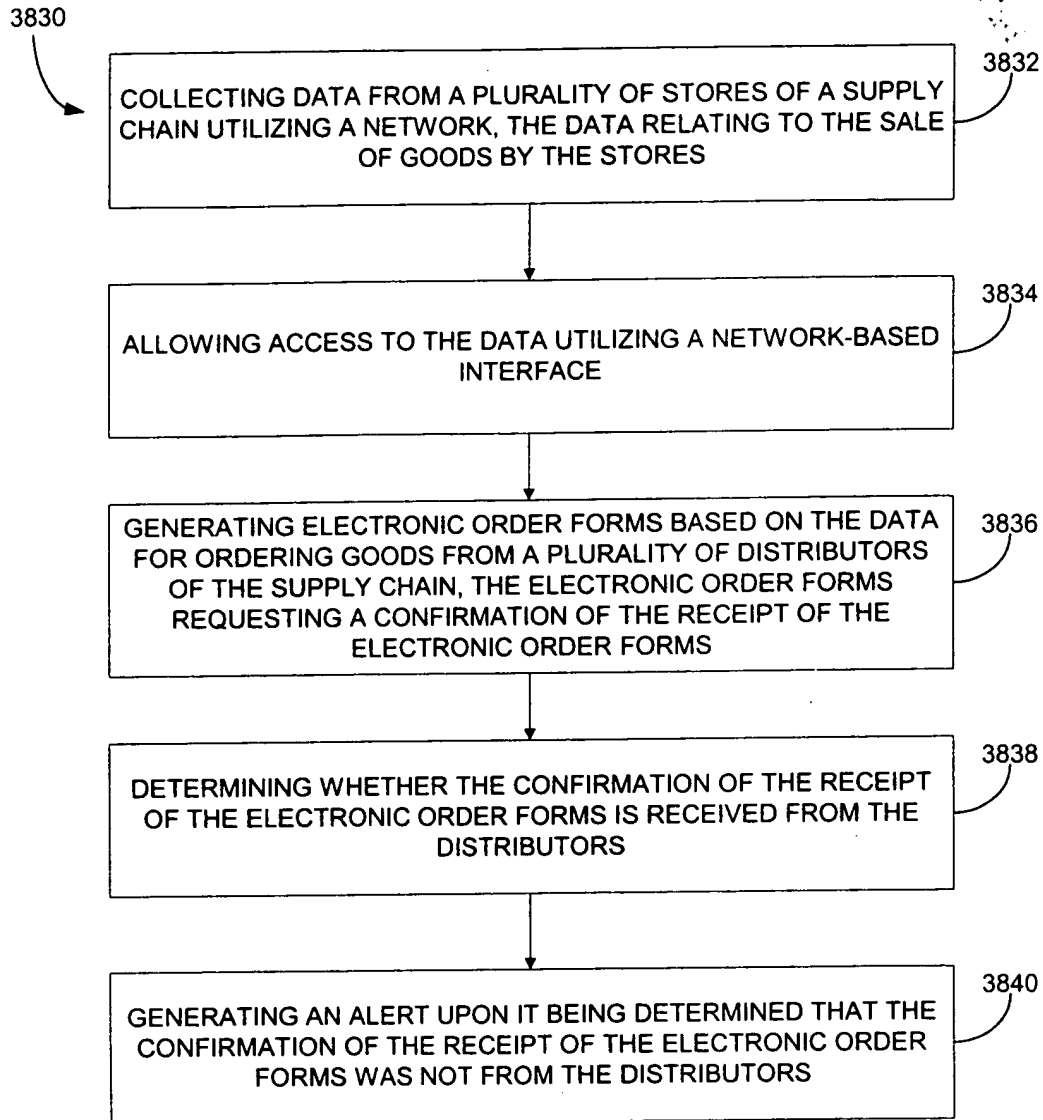 3830
3832
COLLECTING DATA FROM A PLURALITY OF STORES OF A SUPPLY
CHAIN UTILIZING A NETWORK, THE DATA RELATING TO THE SALE
OF GOODS BY THE STORES
3834
ALLOWING ACCESS TO THE DATA UTILIZING A NETWORK-BASED
INTERFACE
3836
GENERATING ELECTRONIC ORDER FORMS BASED ON THE DATA
FOR ORDERING GOODS FROM A PLURALITY OF DISTRIBUTORS
OF THE SUPPLY CHAIN, THE ELECTRONIC ORDER FORMS
REQUESTING A CONFIRMATION OF THE RECEIPT OF THE
ELECTRONIC ORDER FORMS
3838
DETERMINING WHETHER THE CONFIRMATION OF THE RECEIPT
OF THE ELECTRONIC ORDER FORMS IS RECEIVED FROM THE
DISTRIBUTORS
3840
GENERATING AN ALERT UPON IT BEING DETERMINED THAT THE
CONFIRMATION OF THE RECEIPT OF THE ELECTRONIC ORDER
FORMS WAS NOT FROM THE DISTRIBUTORS